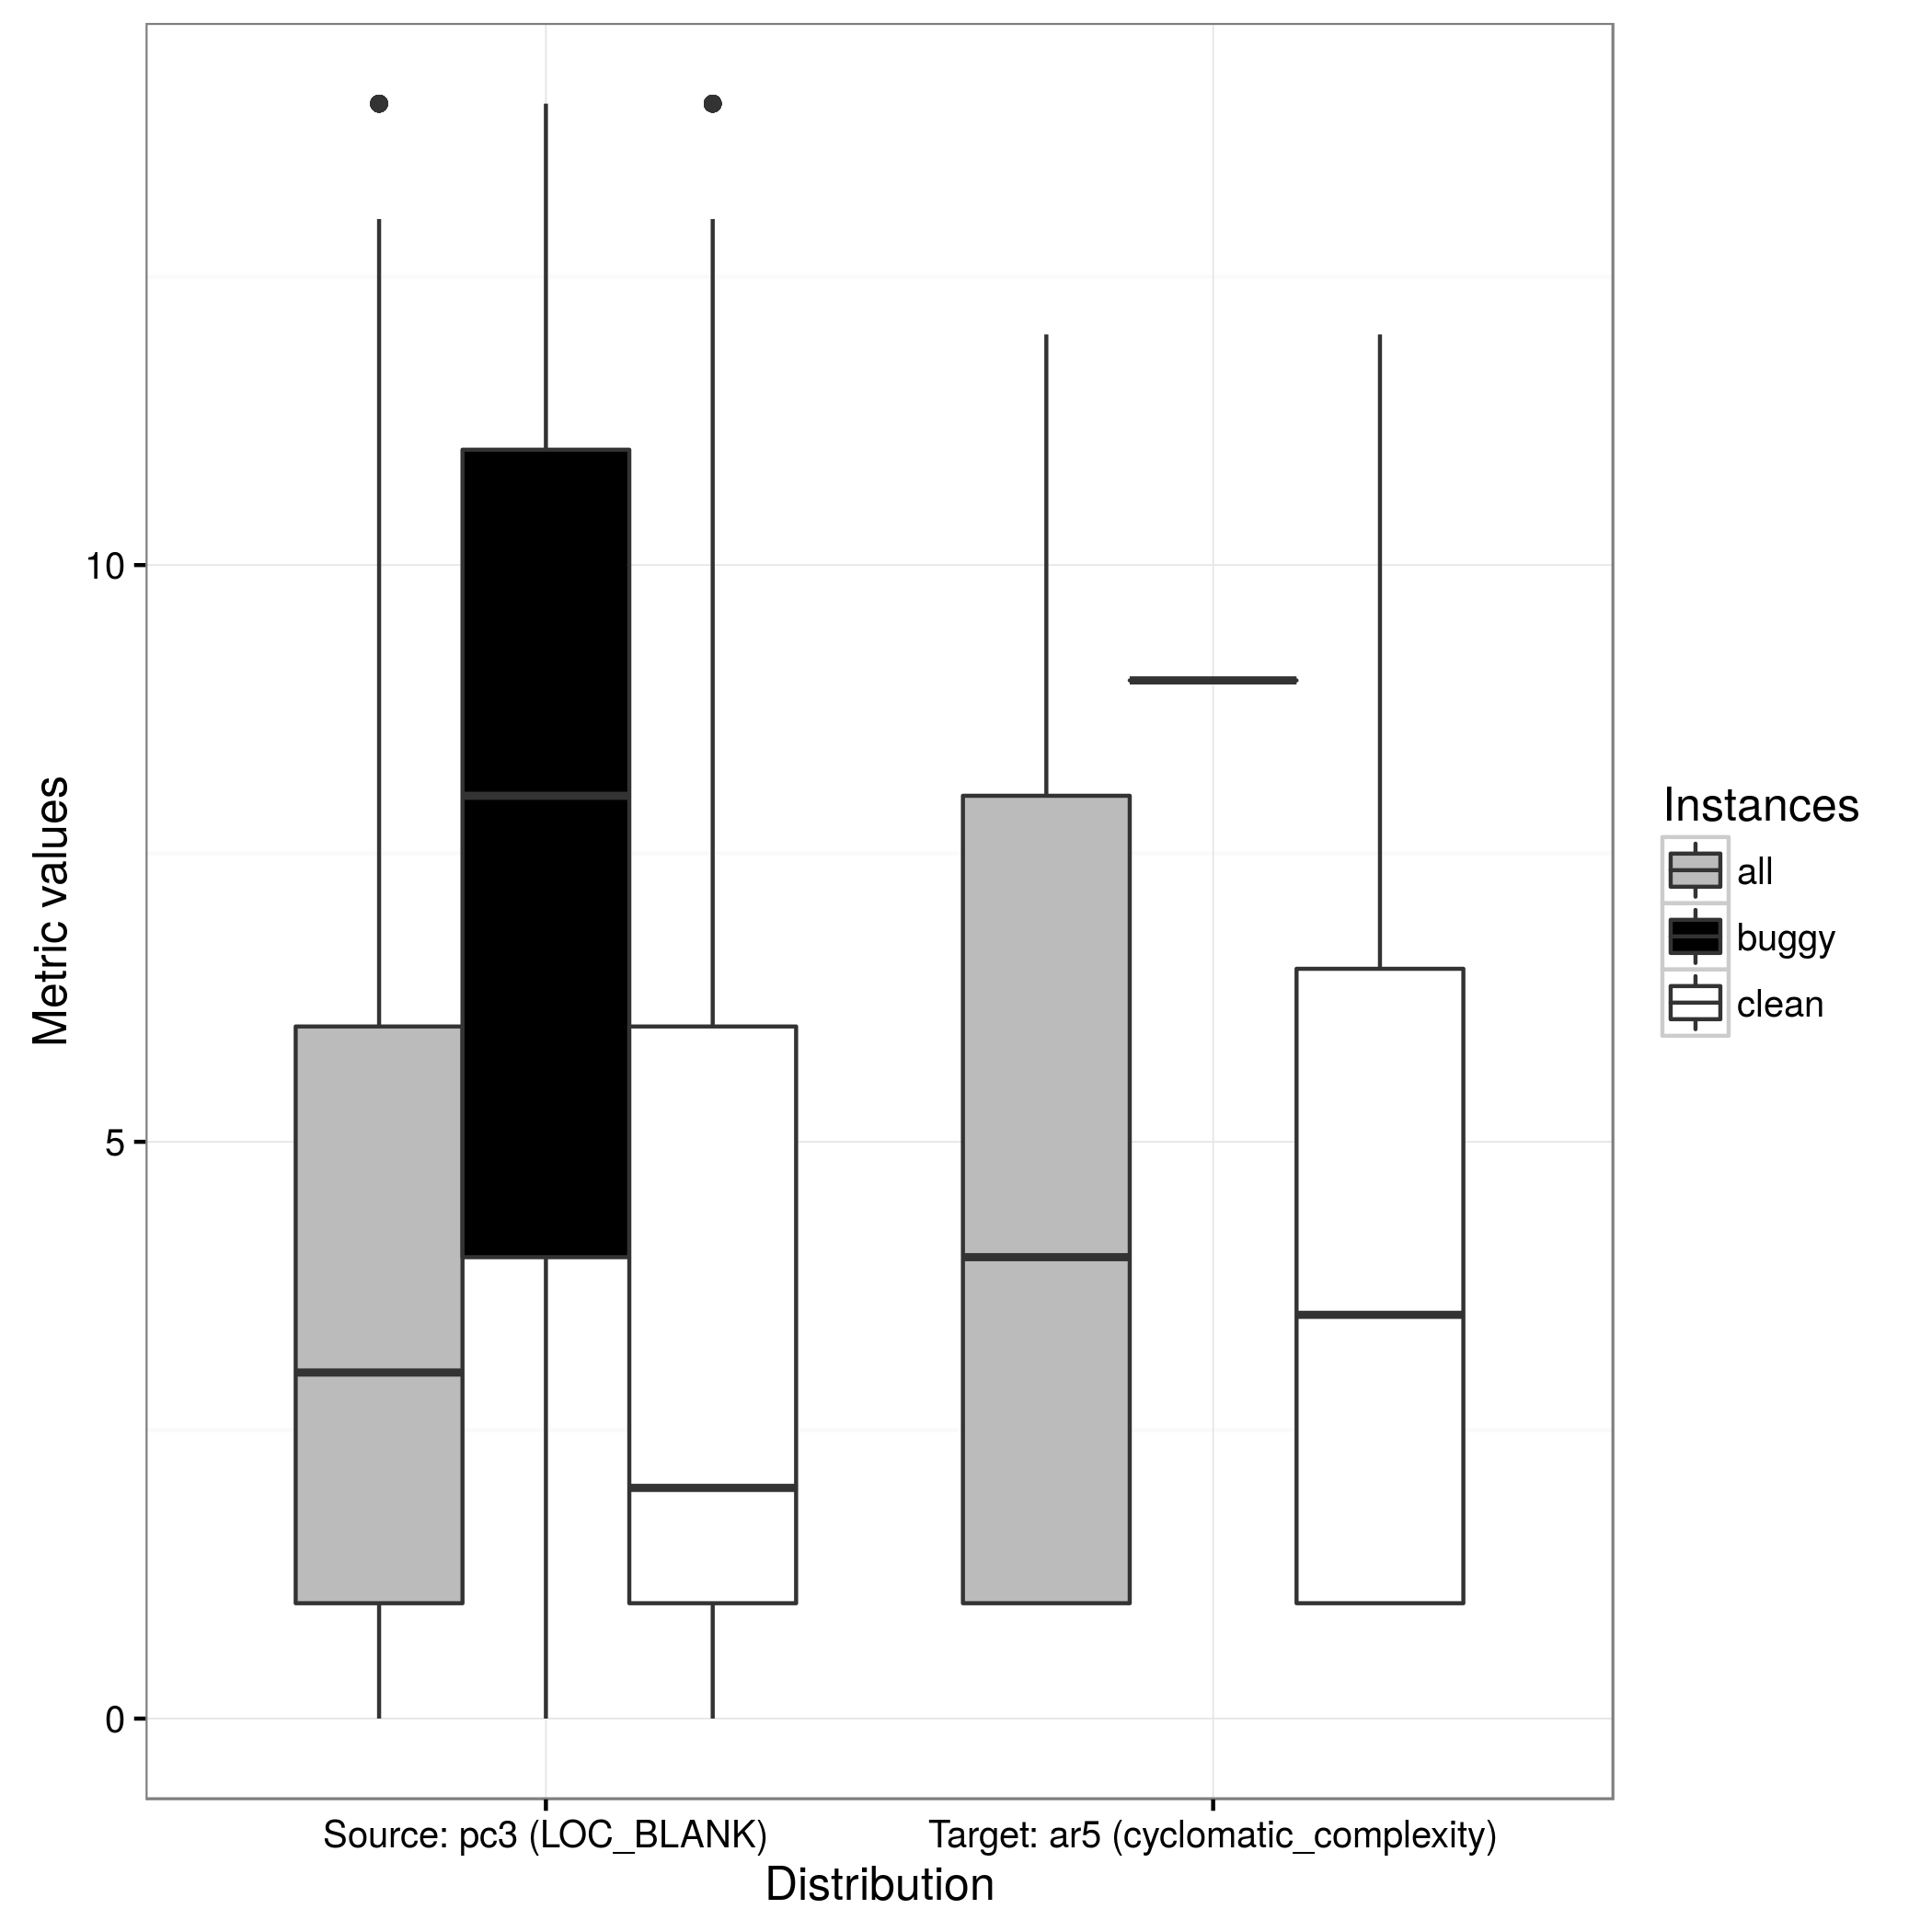 Metric values
10
5
0
Source: pc3 (LOC_BLANK)
Target: ar5 (cyclomatic_complexity)
Distribution
Instances
all
buggy
clean